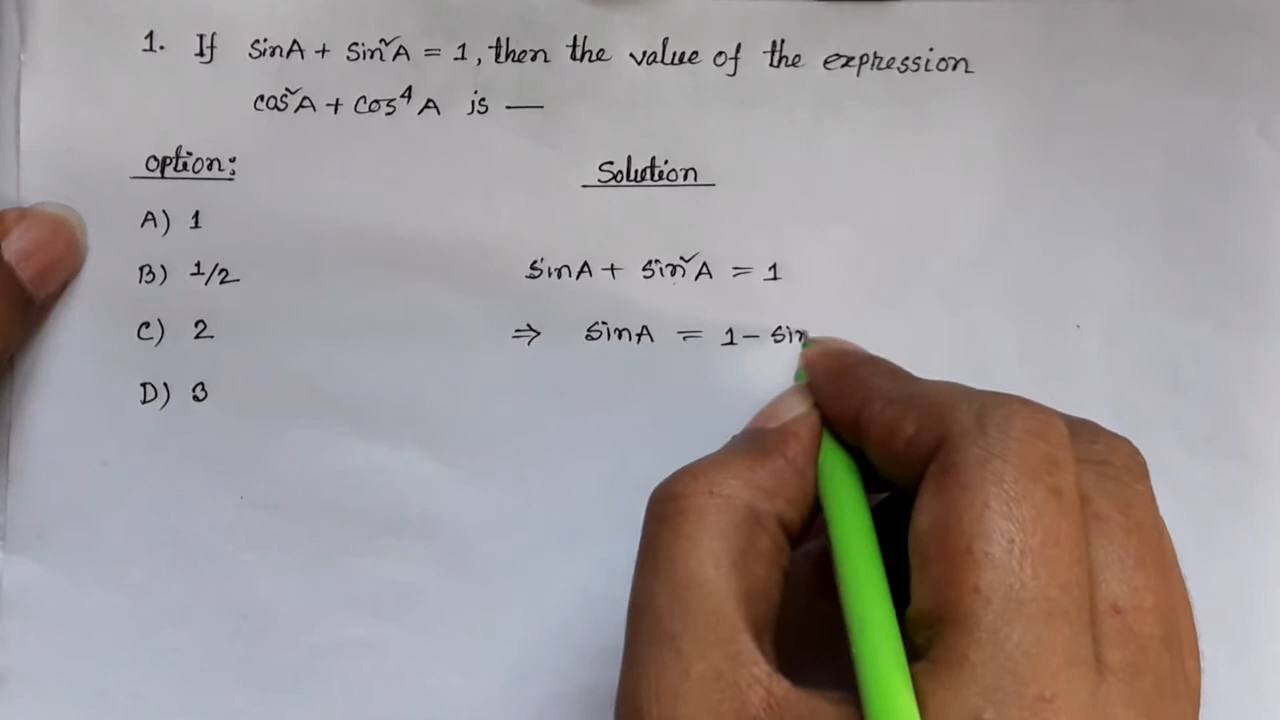 1. If sinA + sin²A = 1, then the value of the expression
cos²A + cos⁴A is —
option:
Solution
A) 1
B) 1/2
C) 2
D) 3
sinA + sin²A = 1
⇒ sinA = 1 - sin